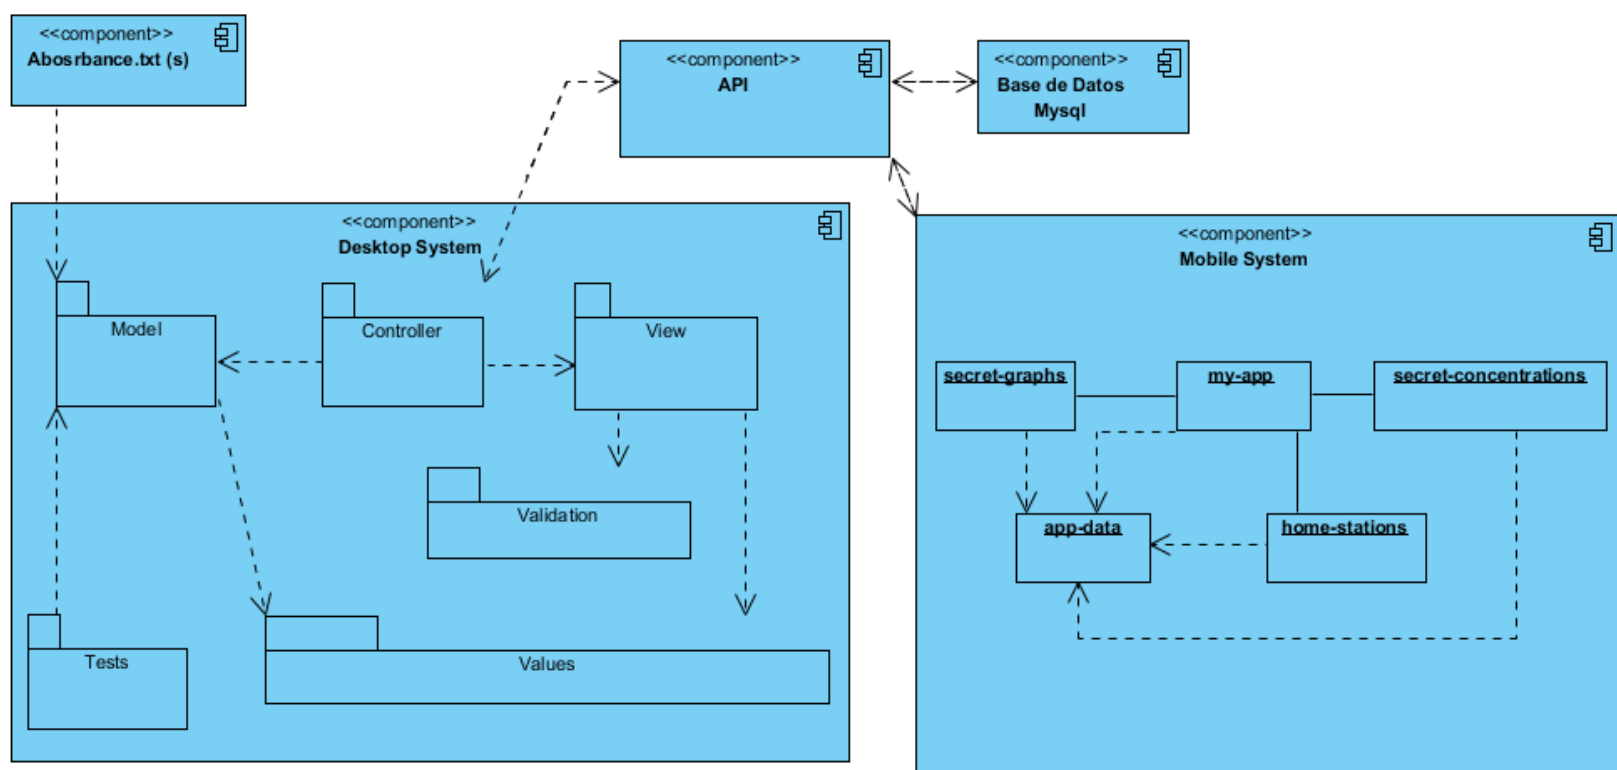 <<component>>
Abosrbance.txt (s)
<<component>>
API
<<component>>
Base de Datos
Mysql
<<component>>
Desktop System
Model
Controller
View
Validation
Tests
Values
<<component>>
Mobile System
secret-graphs
my-app
secret-concentrations
app-data
home-stations